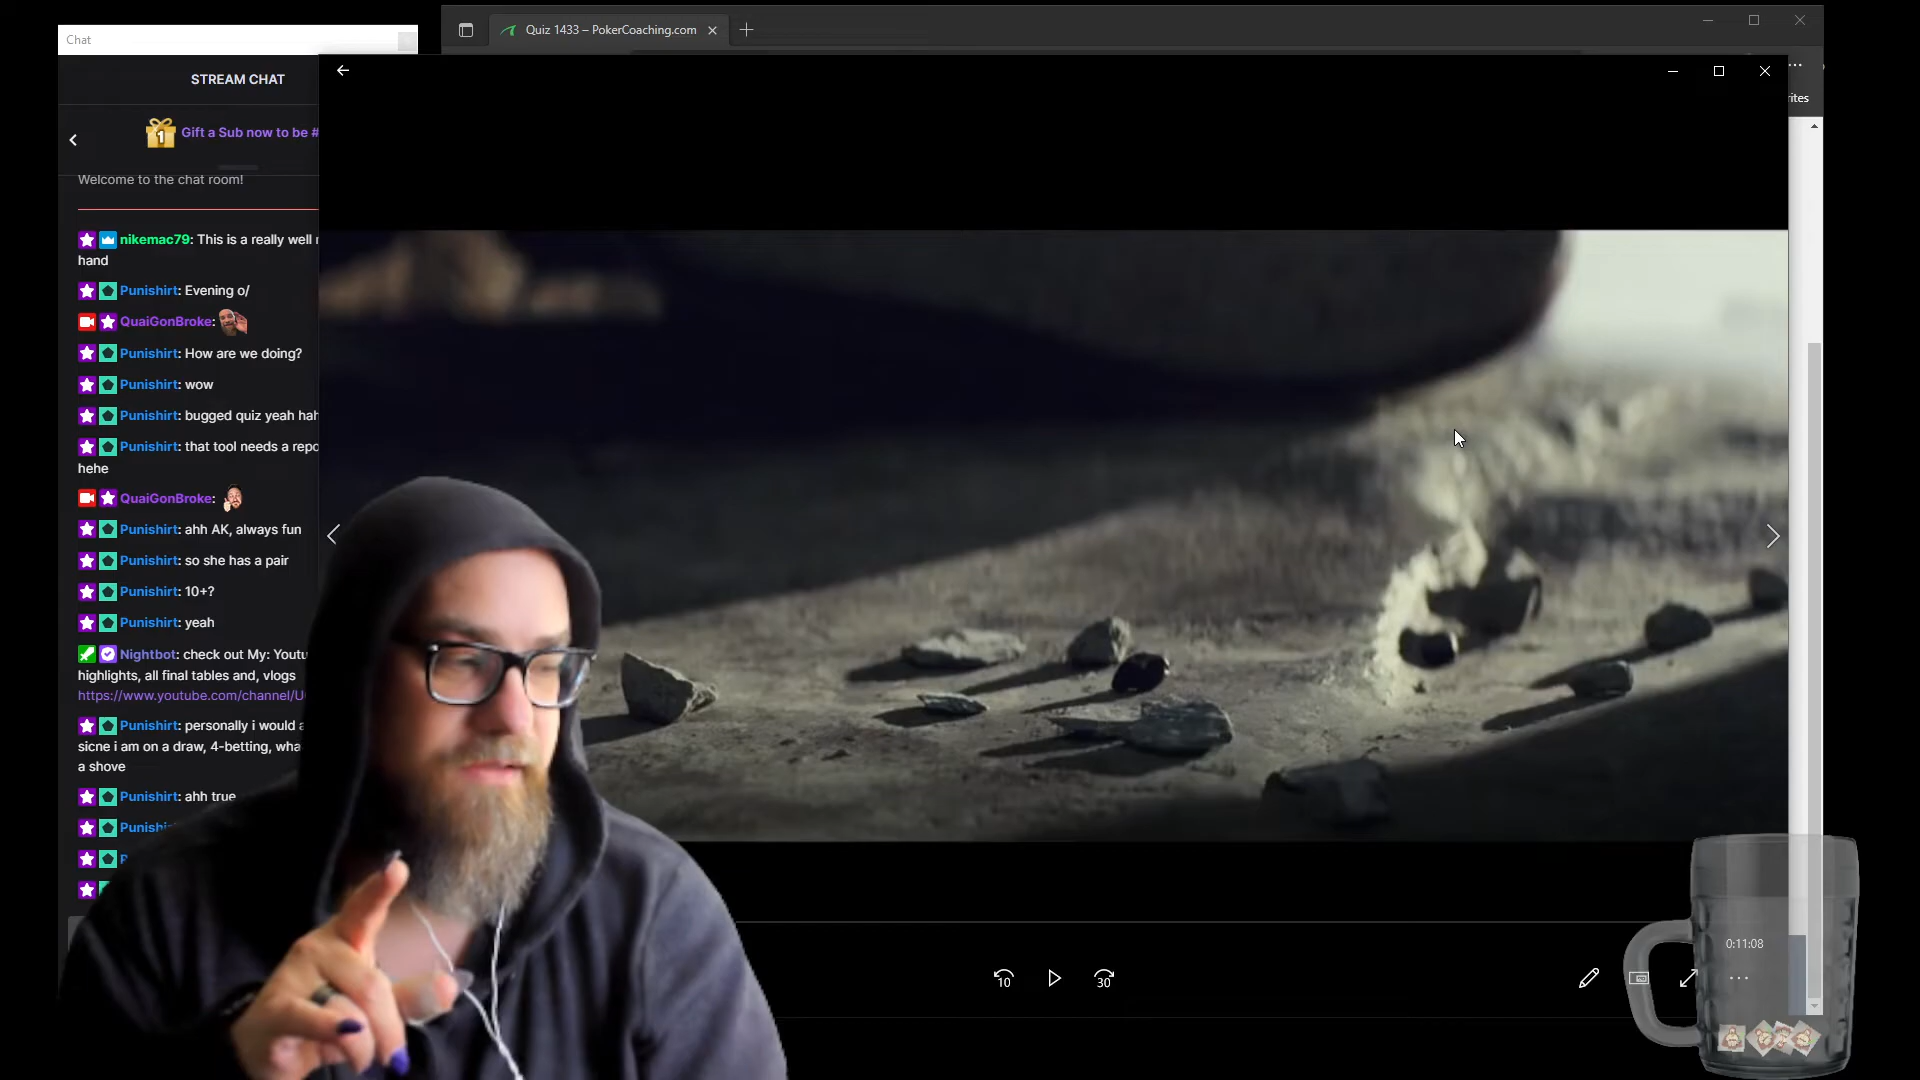 Quiz 1433 – PokerCoaching.com
Chat
STREAM CHAT
rites
Gift a Sub now to be #
1
Welcome to the chat room!
nikemac79: This is a really well
hand
Punishirt: Evening o/
QuaiGonBroke:
Punishirt: How are we doing?
Punishirt: wow
Punishirt: bugged quiz yeah hah
Punishirt: that tool needs a repo
hehe
QuaiGonBroke:
Punishirt: ahh AK, always fun
Punishirt: so she has a pair
Punishirt: 10+?
Punishirt: yeah
Nightbot: check out My: Youtu
highlights, all final tables and, vlogs
https://www.youtube.com/channel/U
Punishirt: personally i would a
sicne i am on a draw, 4-betting, wha
a shove
Punishirt: ahh true
Punishi
0:11:08
10
30